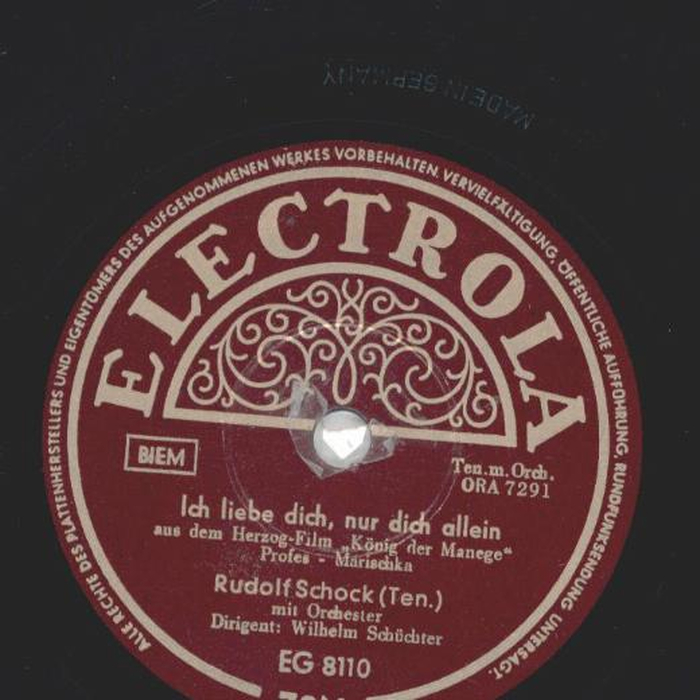 MADE IN GERMANY
ALLE RECHTE DES PLATTENHERSTELLERS UND EIGENTÜMERS DES AUFGENOMMENEN WERKES VORBEHALTEN. VERVIELFÄLTIGUNG, ÖFFENTLICHE AUFFÜHRUNG, RUNDFUNKSENDUNG UNTERSAGT.
ELECTROLA
BIEM
Ten. m. Orch.
ORA 7291
Ich liebe dich, nur dich allein
aus dem Herzog-Film „König der Manege“
Profes - Marischka
Rudolf Schock (Ten.)
mit Orchester
Dirigent: Wilhelm Schüchter
EG 8110